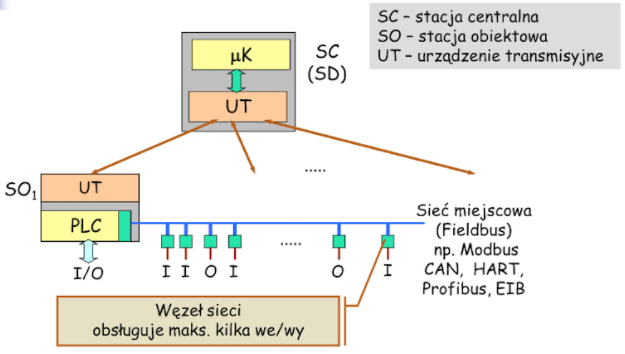 SC – stacja centralna
SO – stacja obiektowa
UT – urządzenie transmisyjne
μK
SC
(SD)
UT
.....
SO1
UT
PLC
I/O
I I O I ..... O I
Sieć miejscowa
(Fieldbus)
np. Modbus
CAN, HART,
Profibus, EIB
Węzeł sieci
obsługuje maks. kilka we/wy